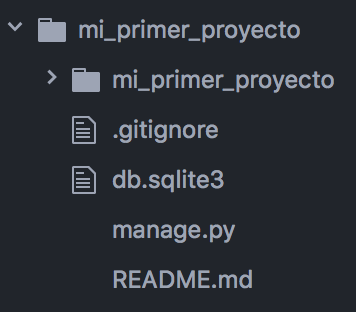 mi_primer_proyecto
mi_primer_proyecto
.gitignore
db.sqlite3
manage.py
README.md